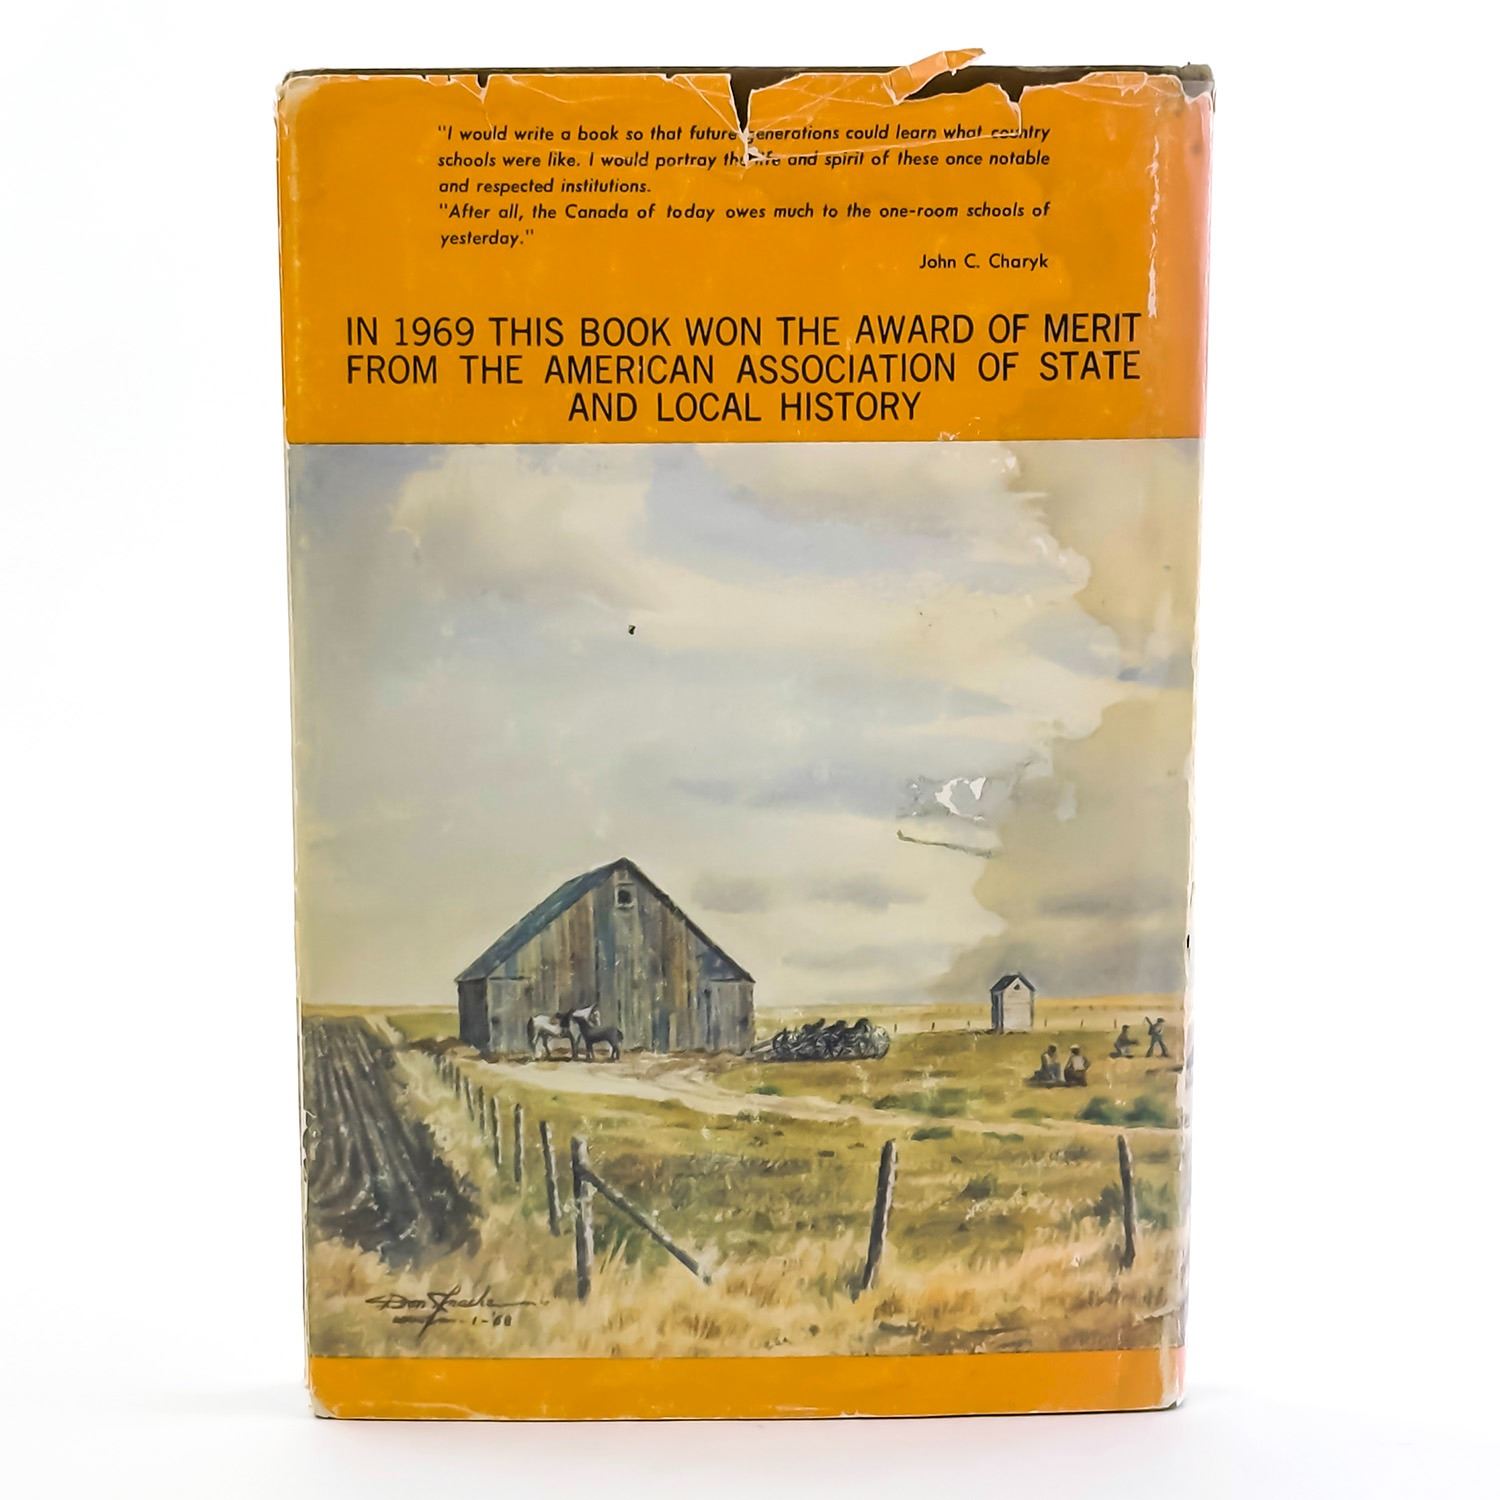 "I would write a book so that future generations could learn what country
schools were like. I would portray the life and spirit of these once notable
and respected institutions.
"After all, the Canada of today owes much to the one-room schools of
yesterday."
John C. Charyk
IN 1969 THIS BOOK WON THE AWARD OF MERIT
FROM THE AMERICAN ASSOCIATION OF STATE
AND LOCAL HISTORY
Don
1-'68